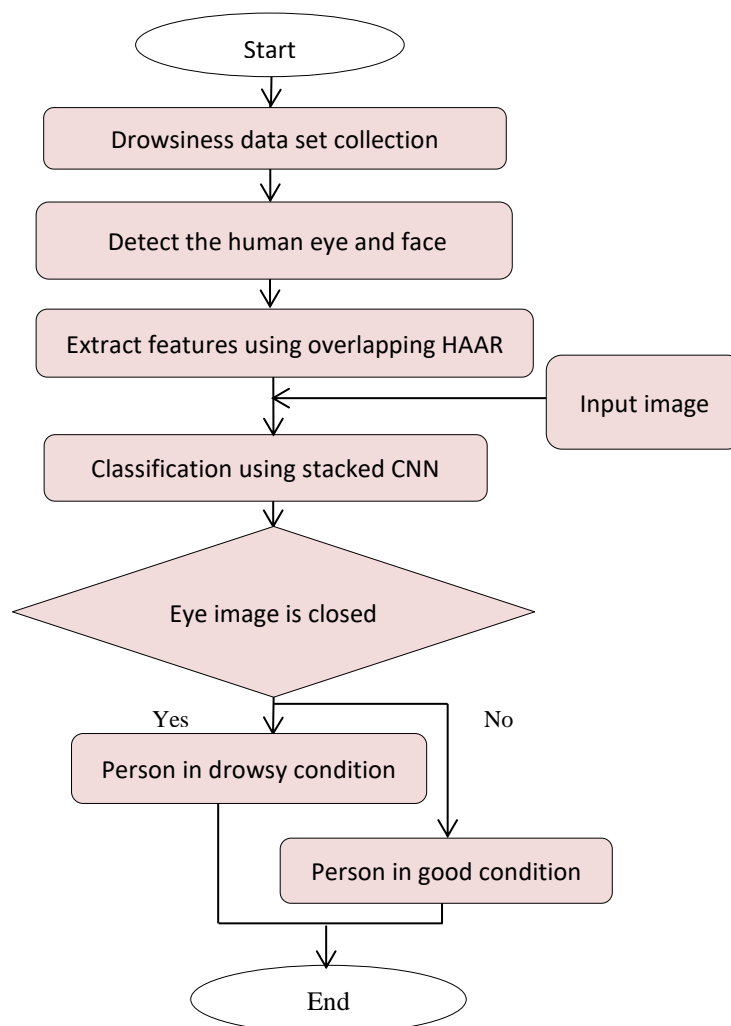 Start
Drowsiness data set collection
Detect the human eye and face
Extract features using overlapping HAAR
Input image
Classification using stacked CNN
Eye image is closed
Yes
No
Person in drowsy condition
Person in good condition
End